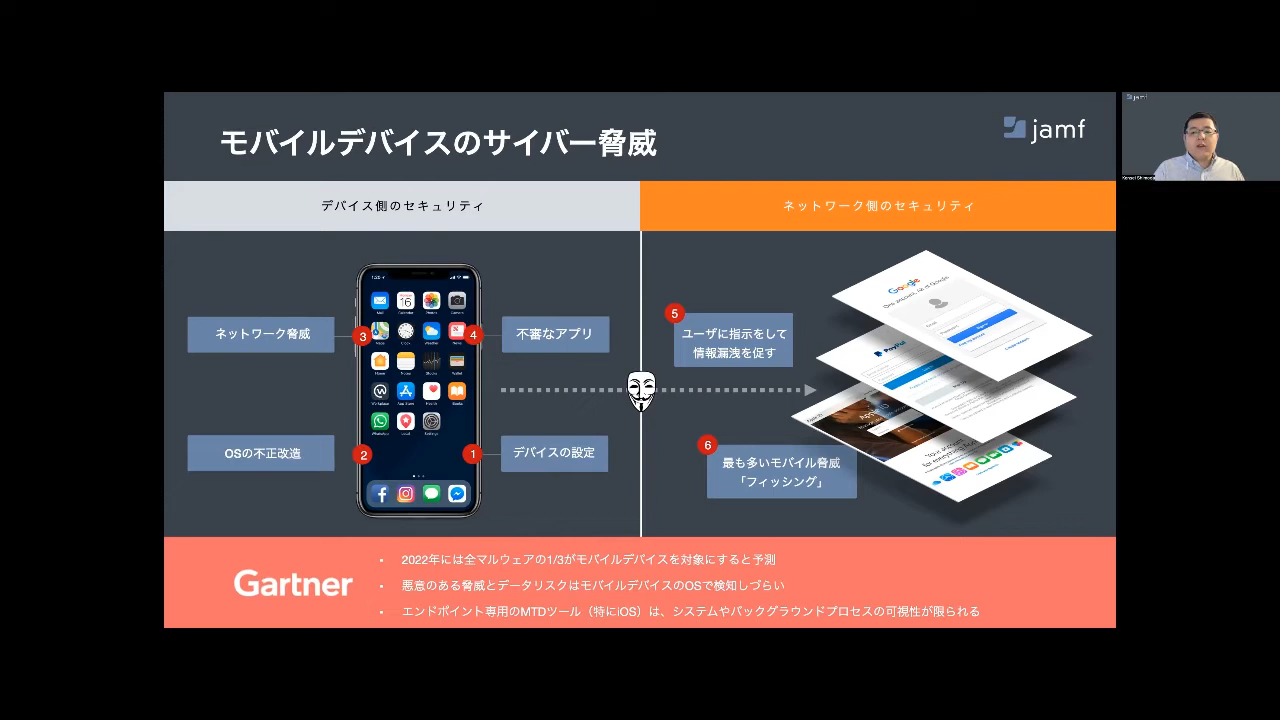 モバイルデバイスのサイバー脅威
jamf
jamf
デバイス側のセキュリティ
ネットワーク側のセキュリティ
ネットワーク脅威
3
4
不審なアプリ
OSの不正改造
2
1
デバイスの設定
16
5
ユーザに指示をして
情報漏洩を促す
6
最も多いモバイル脅威
「フィッシング」
Google
One account. All of Google.
PayPal
Gartner
• 2022年には全マルウェアの1/3がモバイルデバイスを対象にすると予測
• 悪意のある脅威とデータリスクはモバイルデバイスのOSで検知しづらい
• エンドポイント専用のMTDツール（特にiOS）は、システムやバックグラウンドプロセスの可視性が限られる